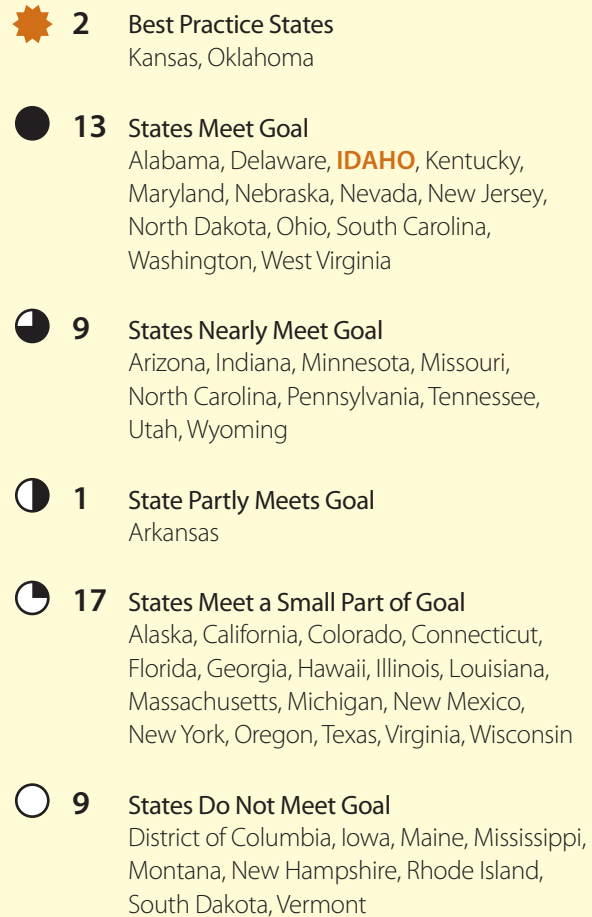 2 Best Practice States
Kansas, Oklahoma
13 States Meet Goal
Alabama, Delaware, IDAHO, Kentucky,
Maryland, Nebraska, Nevada, New Jersey,
North Dakota, Ohio, South Carolina,
Washington, West Virginia
9 States Nearly Meet Goal
Arizona, Indiana, Minnesota, Missouri,
North Carolina, Pennsylvania, Tennessee,
Utah, Wyoming
1 State Partly Meets Goal
Arkansas
17 States Meet a Small Part of Goal
Alaska, California, Colorado, Connecticut,
Florida, Georgia, Hawaii, Illinois, Louisiana,
Massachusetts, Michigan, New Mexico,
New York, Oregon, Texas, Virginia, Wisconsin
9 States Do Not Meet Goal
District of Columbia, Iowa, Maine, Mississippi,
Montana, New Hampshire, Rhode Island,
South Dakota, Vermont